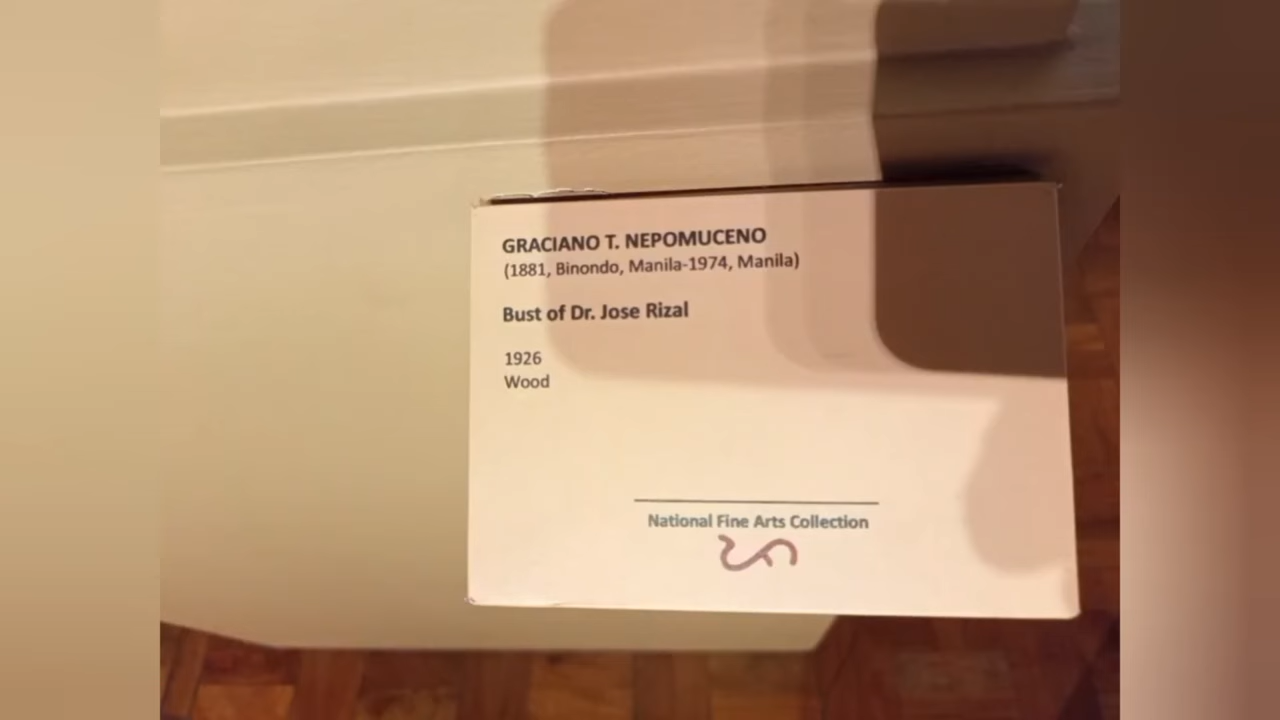 GRACIANO T. NEPOMUCENO
(1881, Binondo, Manila-1974, Manila)
Bust of Dr. Jose Rizal
1926
Wood
National Fine Arts Collection